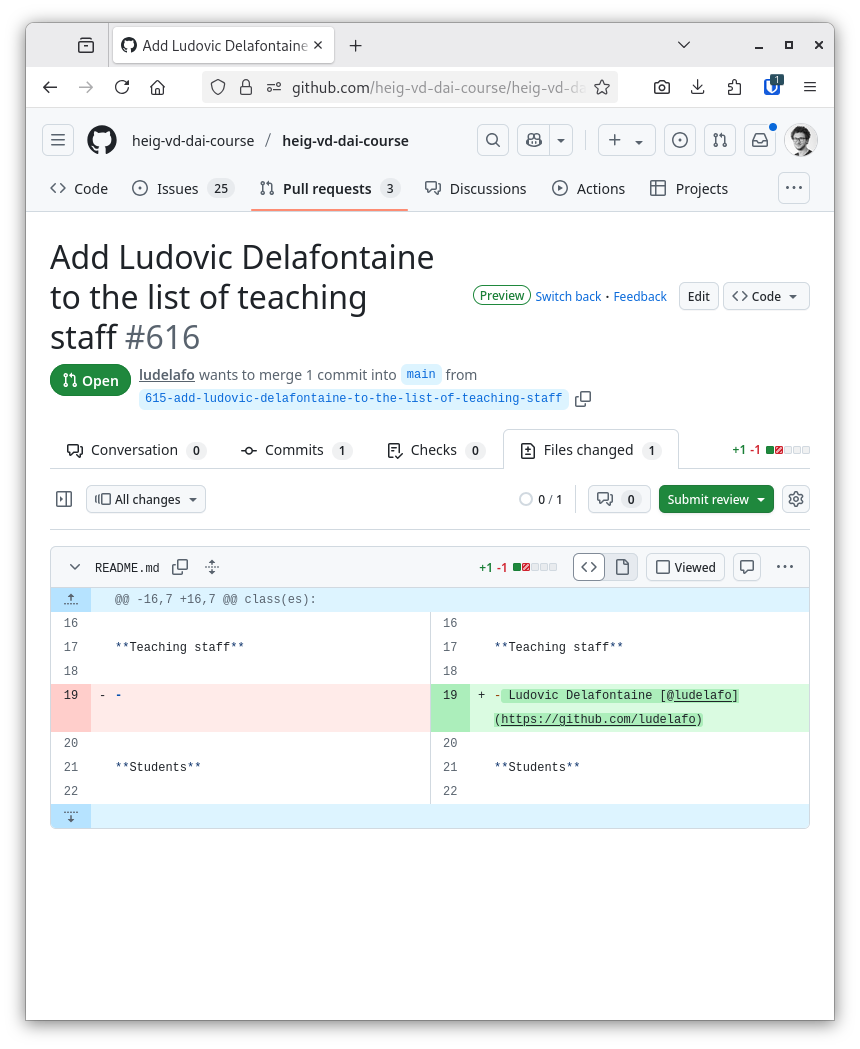 Add Ludovic Delafontaine
github.com/heig-vd-dai-course/heig-vd-da
1
heig-vd-dai-course / heig-vd-dai-course
Code Issues 25 Pull requests 3 Discussions Actions Projects
Add Ludovic Delafontaine
to the list of teaching
staff #616
Preview Switch back · Feedback Edit Code
Open ludelafo wants to merge 1 commit into main from
615-add-ludovic-delafontaine-to-the-list-of-teaching-staff
Conversation 0 Commits 1 Checks 0 Files changed 1 +1 -1
All changes 0 / 1 0 Submit review
README.md +1 -1 Viewed
@@ -16,7 +16,7 @@ class(es):
16 16
17 **Teaching staff** 17 **Teaching staff**
18 18
19 - - 19 + - Ludovic Delafontaine [@ludelafo]
(https://github.com/ludelafo)
20 20
21 **Students** 21 **Students**
22 22